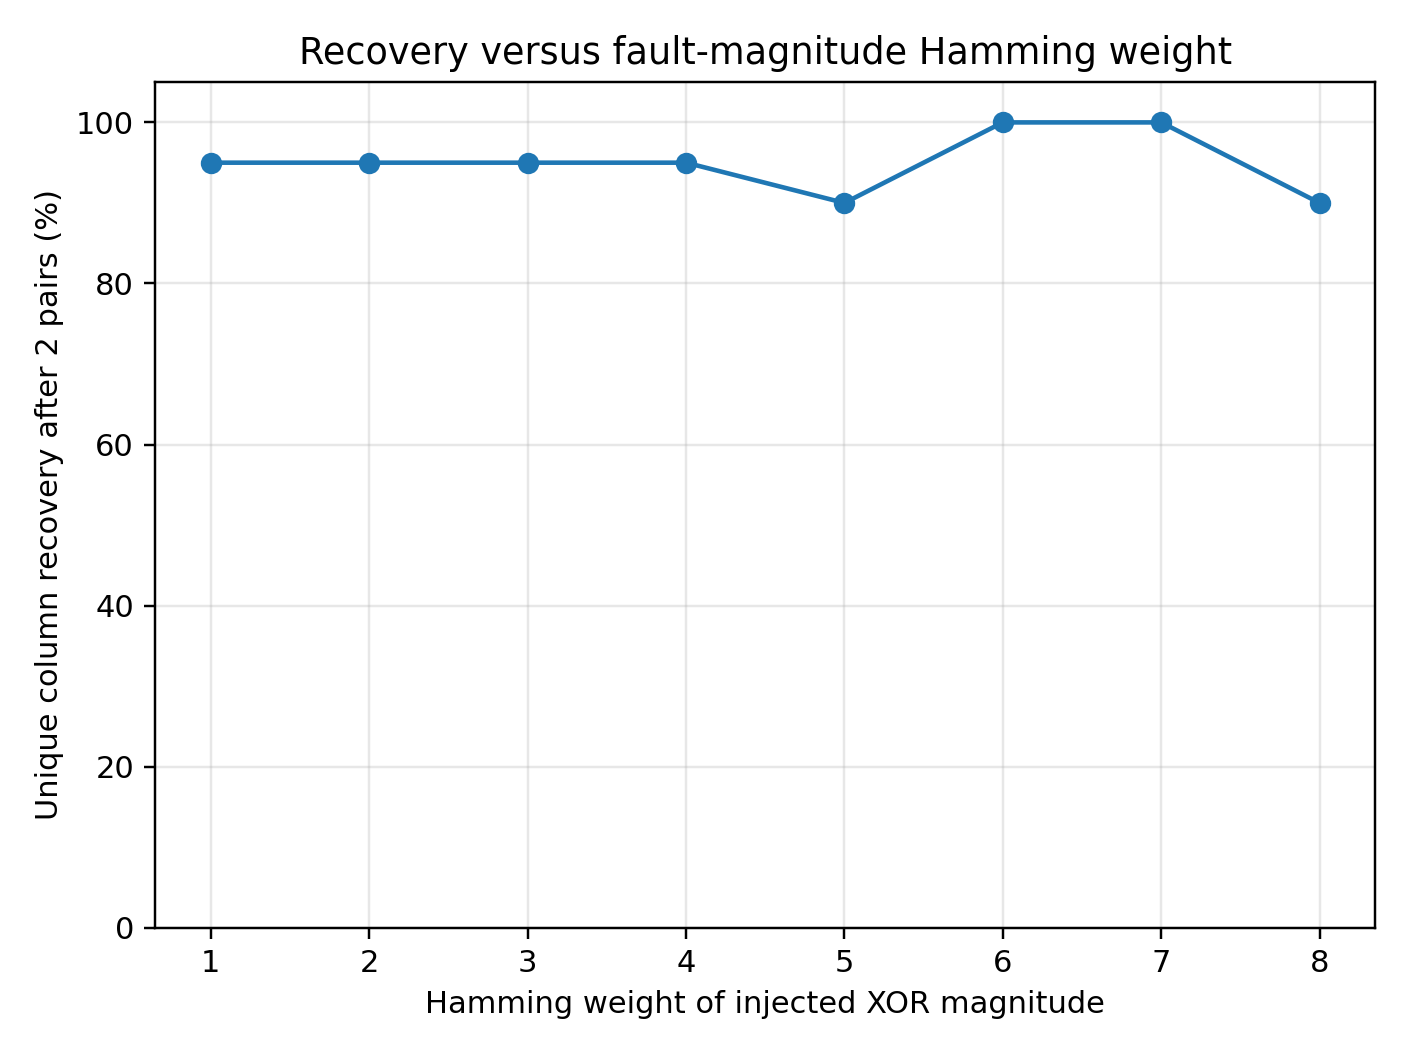 Recovery versus fault-magnitude Hamming weight
Unique column recovery after 2 pairs (%)
100
80
60
40
20
0
1 2 3 4 5 6 7 8
Hamming weight of injected XOR magnitude